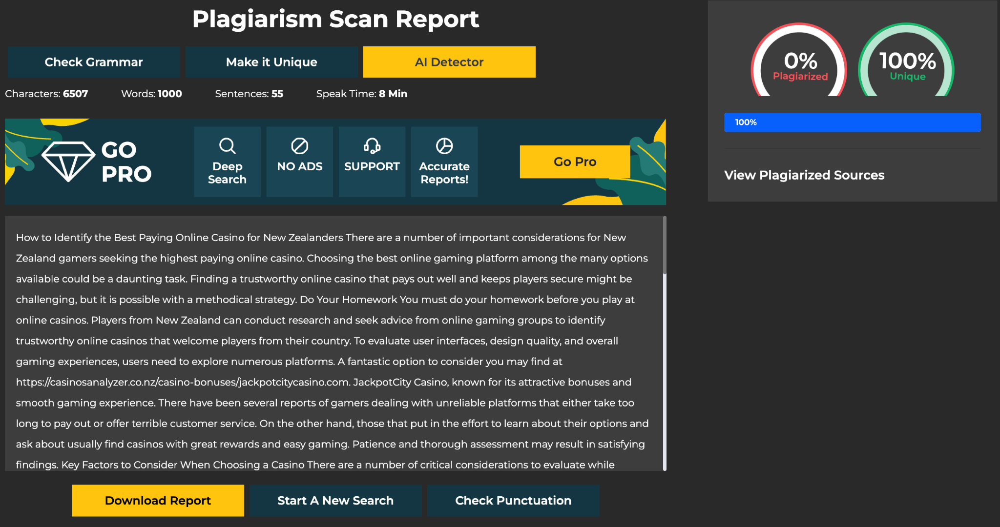 Plagiarism Scan Report
Check Grammar
Make it Unique
AI Detector
Characters: 6507
Words: 1000
Sentences: 55
Speak Time: 8 Min
GO
PRO
Deep
Search
NO ADS
SUPPORT
Accurate
Reports!
Go Pro
How to Identify the Best Paying Online Casino for New Zealanders There are a number of important considerations for New
Zealand gamers seeking the highest paying online casino. Choosing the best online gaming platform among the many options
available could be a daunting task. Finding a trustworthy online casino that pays out well and keeps players secure might be
challenging, but it is possible with a methodical strategy. Do Your Homework You must do your homework before you play at
online casinos. Players from New Zealand can conduct research and seek advice from online gaming groups to identify
trustworthy online casinos that welcome players from their country. To evaluate user interfaces, design quality, and overall
gaming experiences, users need to explore numerous platforms. A fantastic option to consider you may find at
https://casinosanalyzer.co.nz/casino-bonuses/jackpotcitycasino.com. JackpotCity Casino, known for its attractive bonuses and
smooth gaming experience. There have been several reports of gamers dealing with unreliable platforms that either take too
long to pay out or offer terrible customer service. On the other hand, those that put in the effort to learn about their options and
ask about usually find casinos with great rewards and easy gaming. Patience and thorough assessment may result in satisfying
findings. Key Factors to Consider When Choosing a Casino There are a number of critical considerations to evaluate while
Download Report
Start A New Search
Check Punctuation
0%
Plagiarized
100%
Unique
100%
View Plagiarized Sources